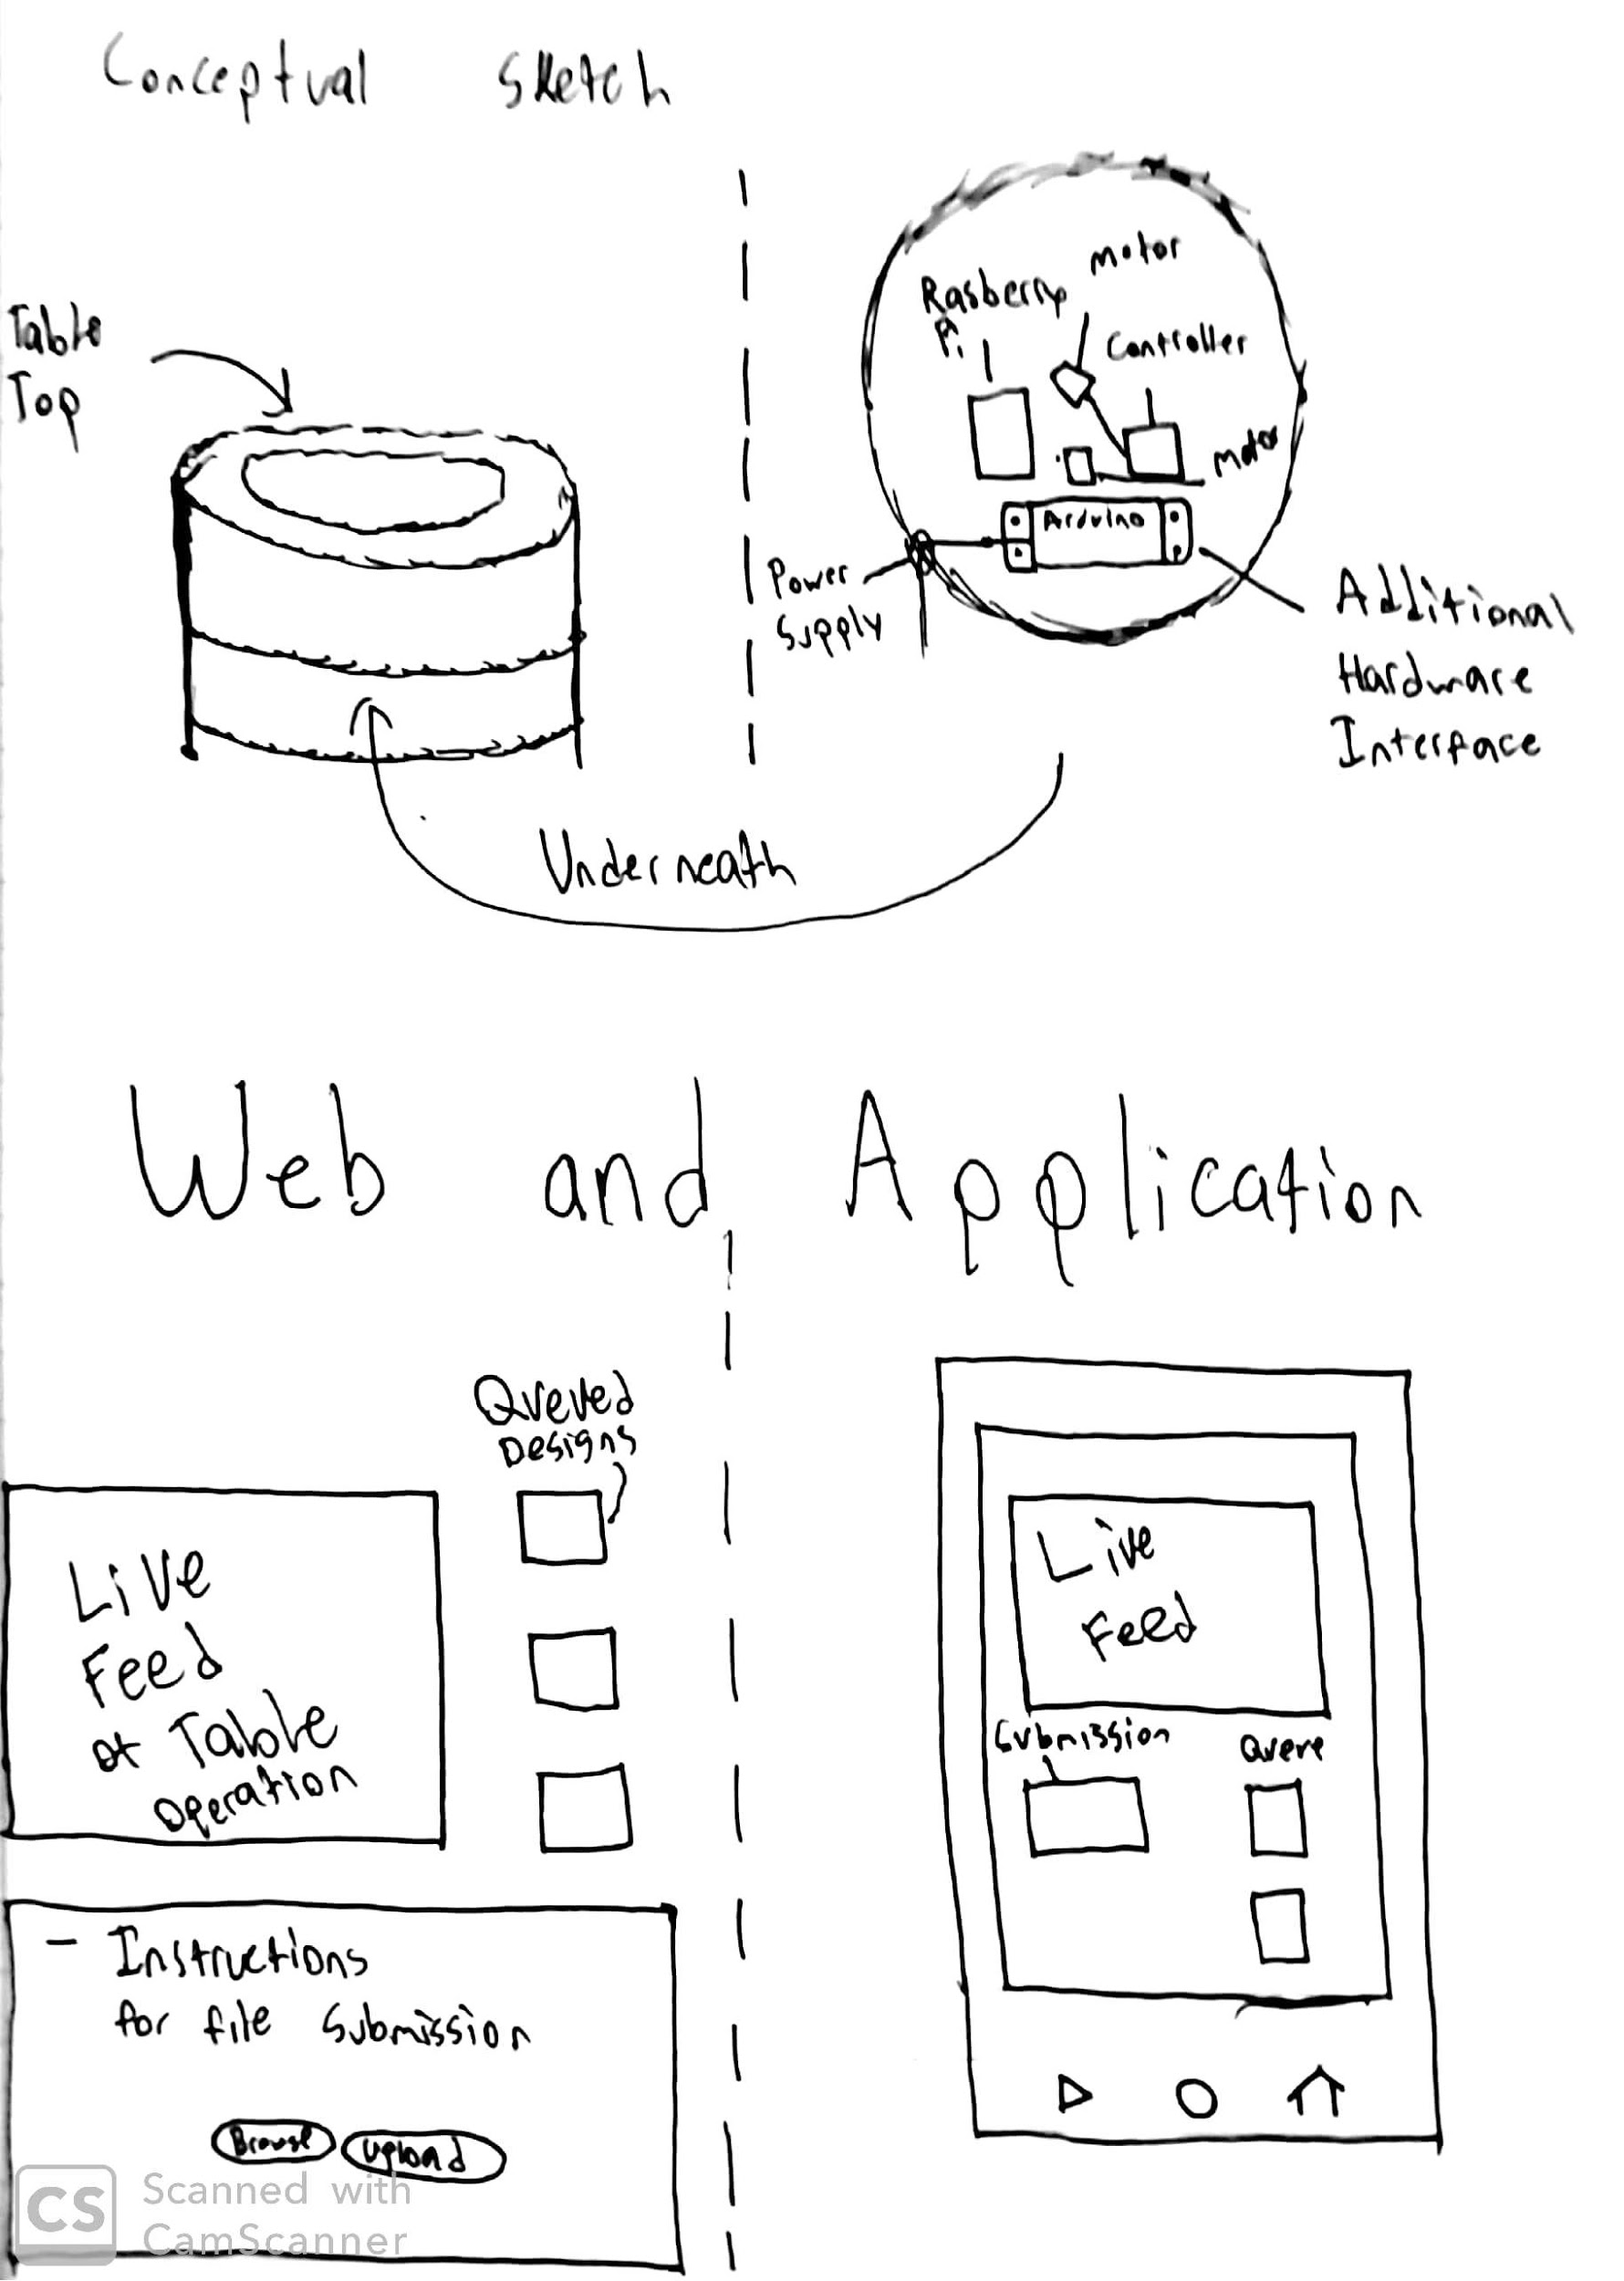 Conceptual Sketch
Table
Top
motor
Rasberry
Pi
Controller
motor
Arduino
Power
Supply
Additional
Hardware
Interface
Underneath
Web and Application
Queued
Designs
Live
Feed
of Table
operation
Live
Feed
Submission
Queue
- Instructions
for file submission
Browse
Upload
CS
Scanned with
CamScanner